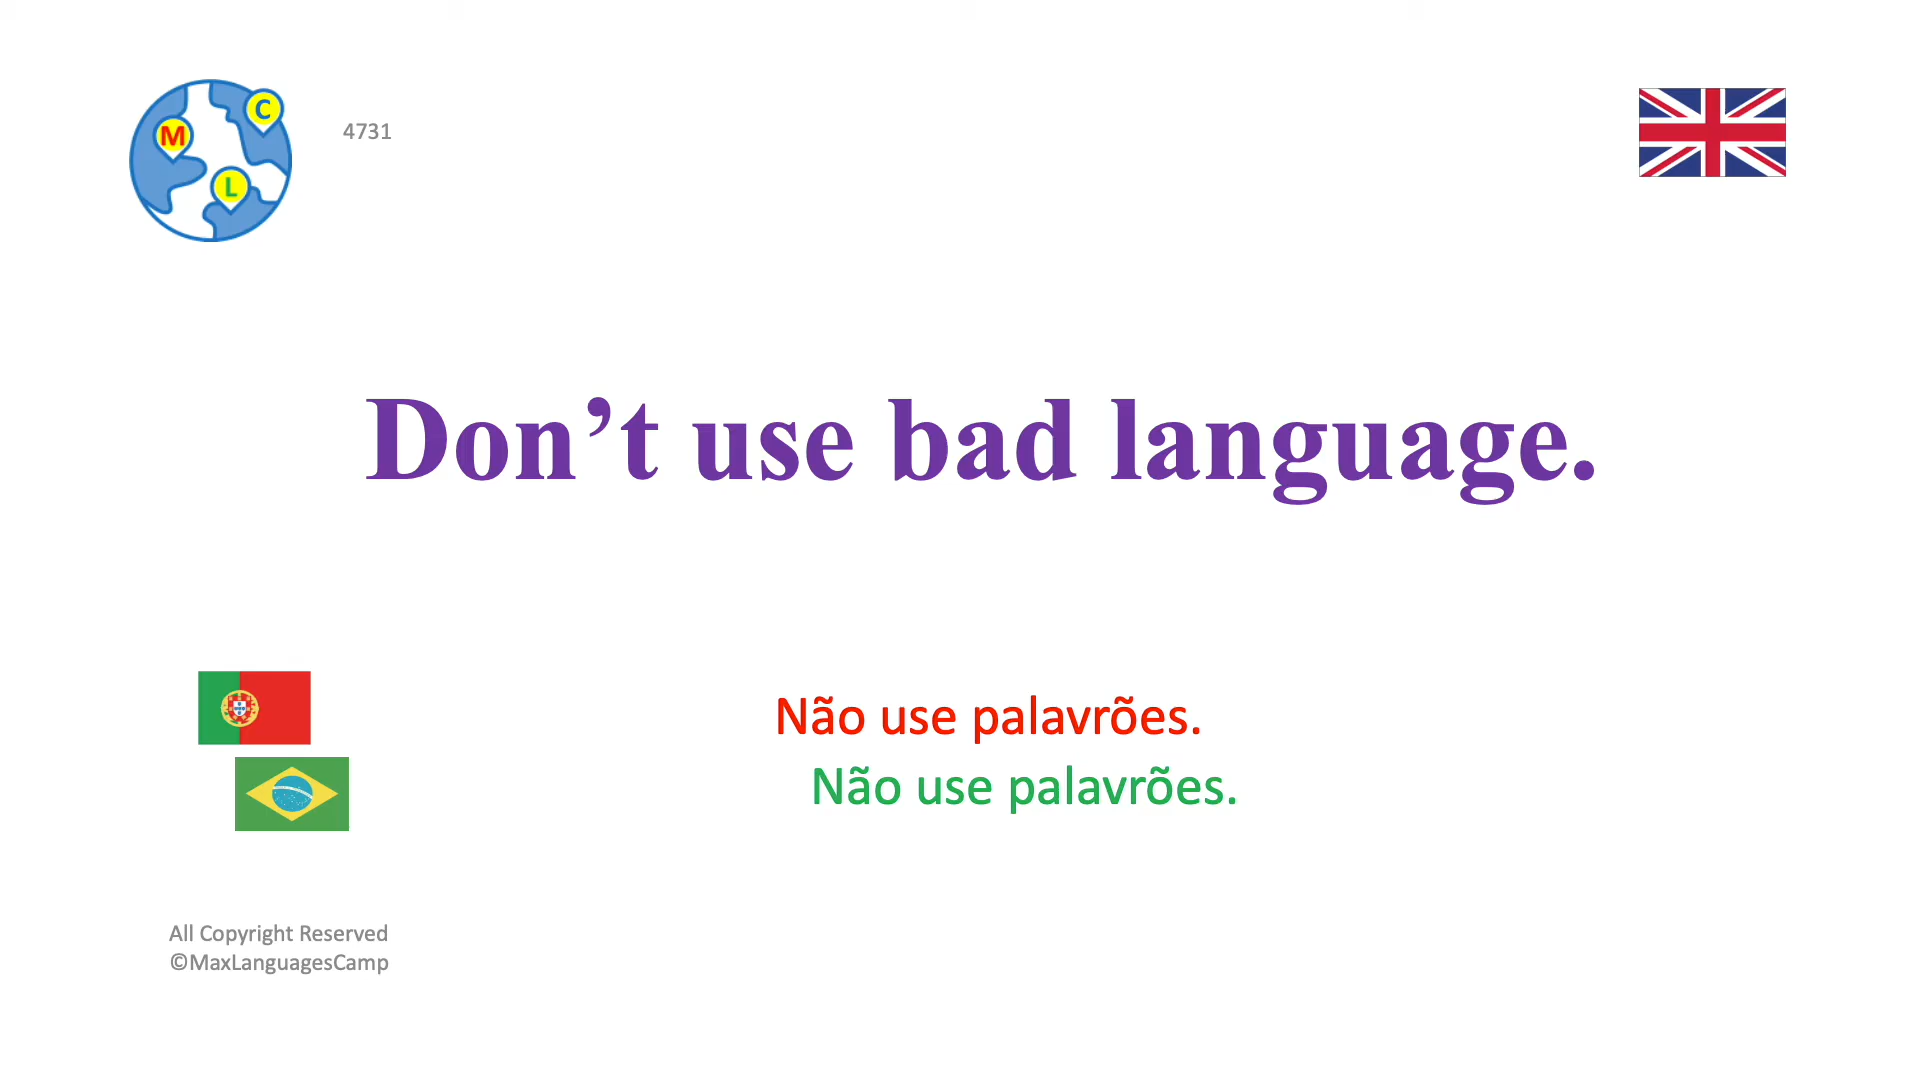 M
C
L
4731
Don’t use bad language.
Não use palavrões.
Não use palavrões.
All Copyright Reserved
©MaxLanguagesCamp